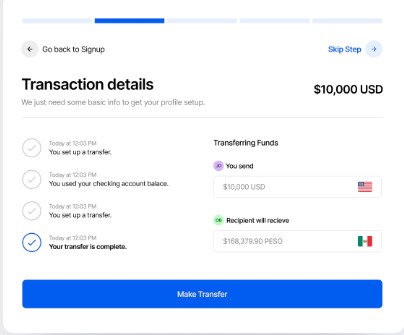 Go back to Signup
Skip Step
Transaction details
$10,000 USD
We just need some basic info to get your profile setup.
Today at 12:03 PM
You set up a transfer.
Today at 12:03 PM
You used your checking account balace.
Today at 12:03 PM
You set up a transfer.
Today at 12:03 PM
Your transfer is complete.
Transferring Funds
You send
$10,000 USD
Recipient will recieve
$168,379.90 PESO
Make Transfer